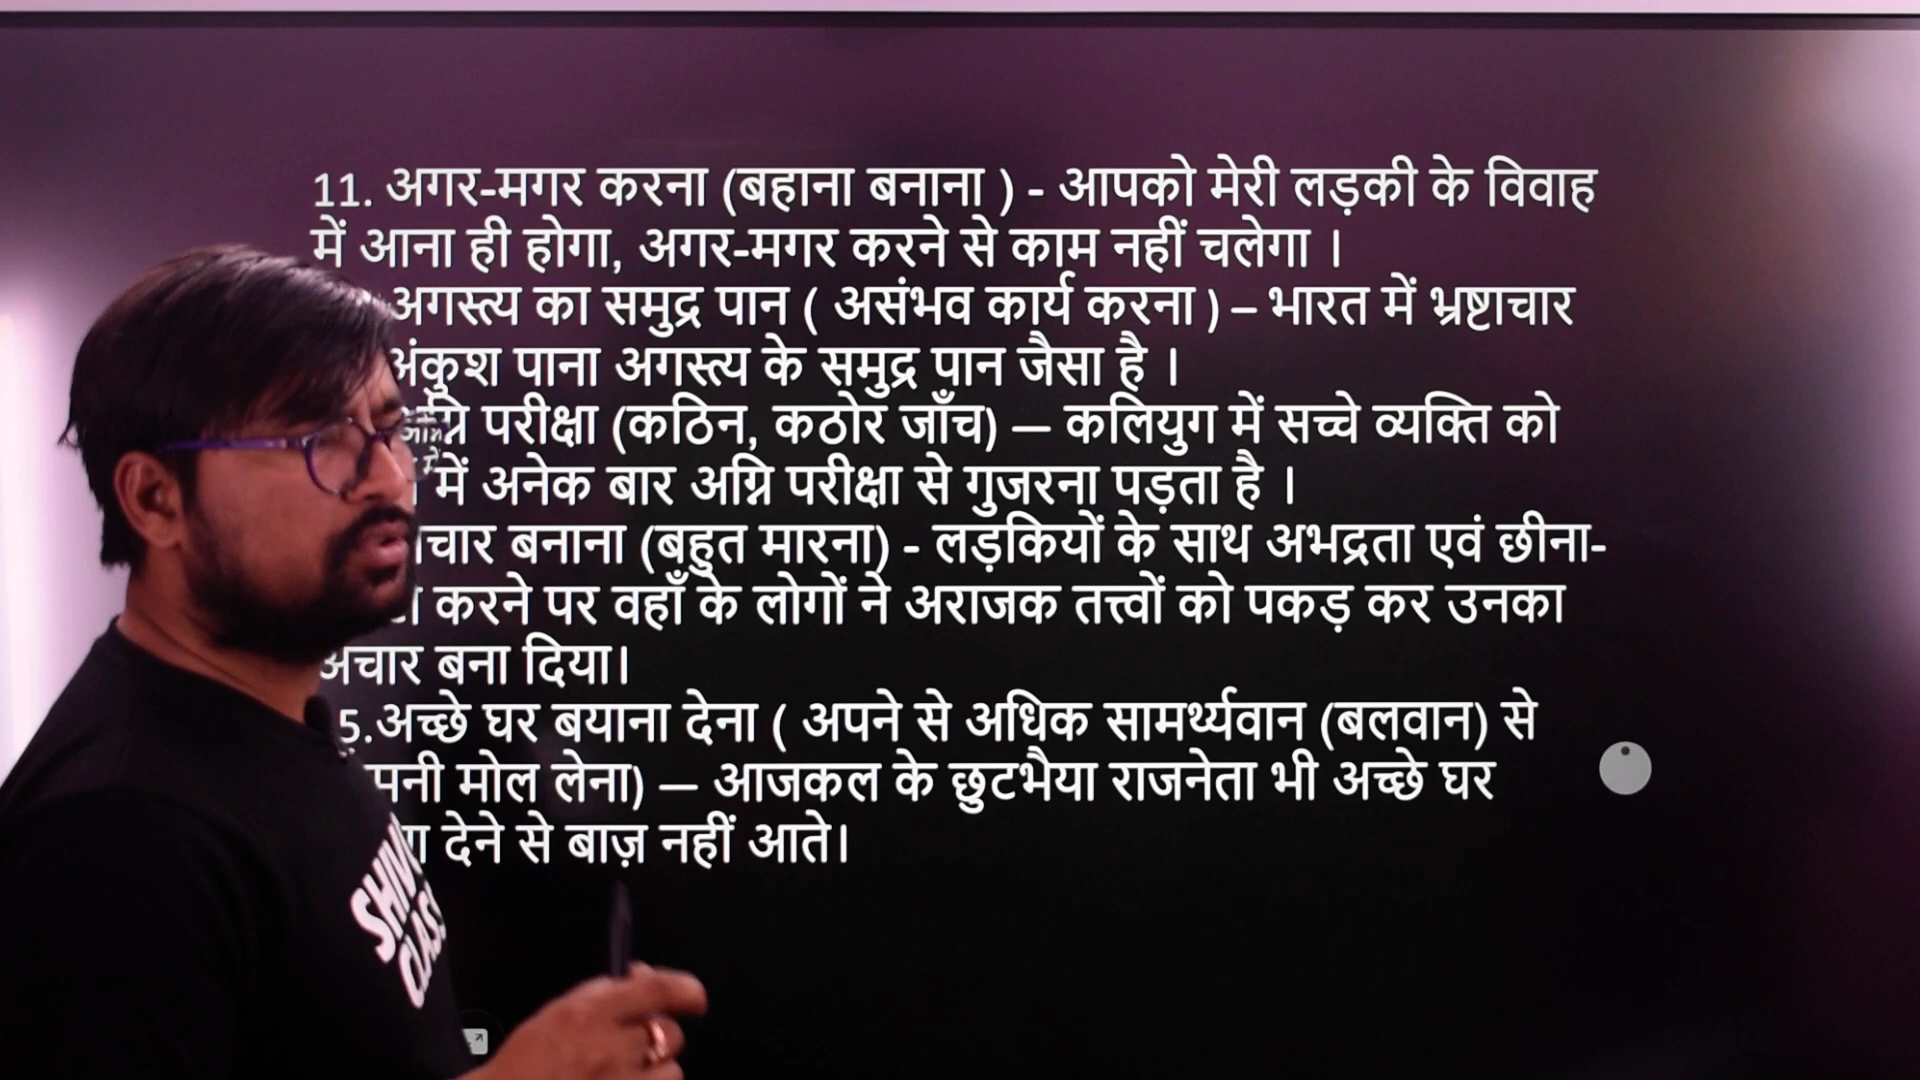 11. अगर-मगर करना (बहाना बनाना ) - आपको मेरी लड़की के विवाह
में आना ही होगा, अगर-मगर करने से काम नहीं चलेगा ।
अगस्त्य का समुद्र पान ( असंभव कार्य करना ) – भारत में भ्रष्टाचार
अंकुश पाना अगस्त्य के समुद्र पान जैसा है ।
परीक्षा (कठिन, कठोर जाँच) — कलियुग में सच्चे व्यक्ति को
में अनेक बार अग्नि परीक्षा से गुजरना पड़ता है ।
बनाना (बहुत मारना) - लड़कियों के साथ अभद्रता एवं छीना-
करने पर वहाँ के लोगों ने अराजक तत्त्वों को पकड़ कर उनका
अचार बना दिया।
5.अच्छे घर बयाना देना ( अपने से अधिक सामर्थ्यवान (बलवान) से
मोल लेना) — आजकल के छुटभैया राजनेता भी अच्छे घर
देने से बाज़ नहीं आते।